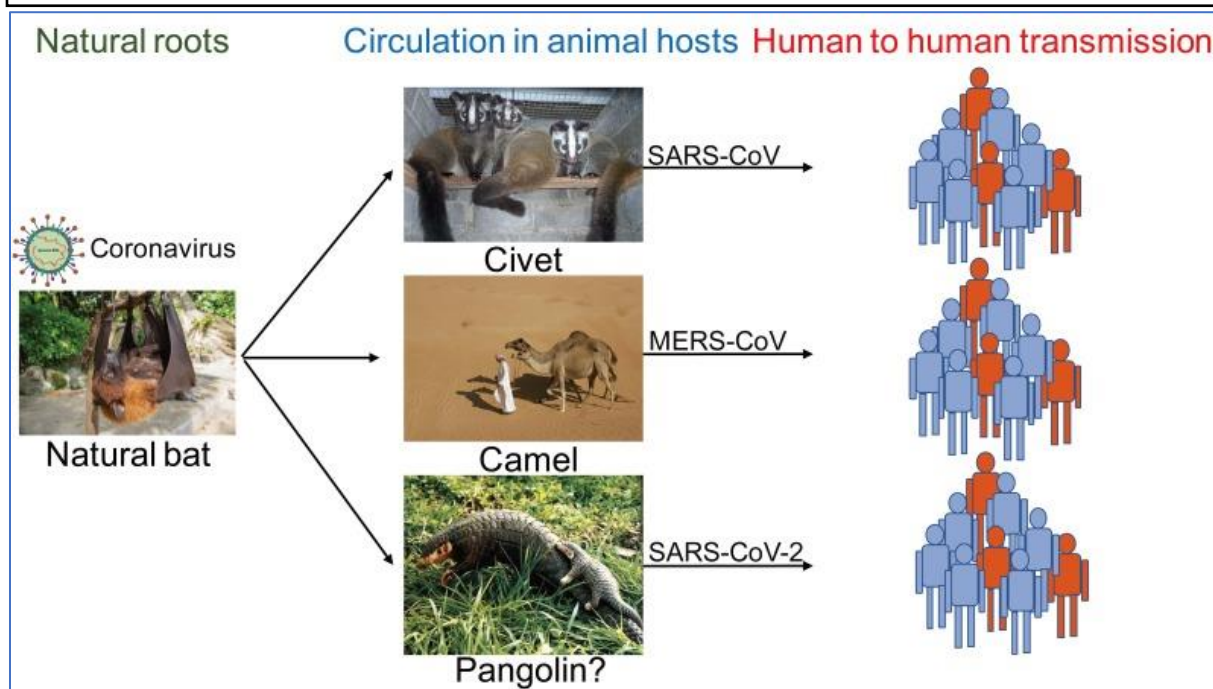 Natural roots
Circulation in animal hosts
Human to human transmission
Coronavirus
Natural bat
Civet
SARS-CoV
Camel
MERS-CoV
Pangolin?
SARS-CoV-2